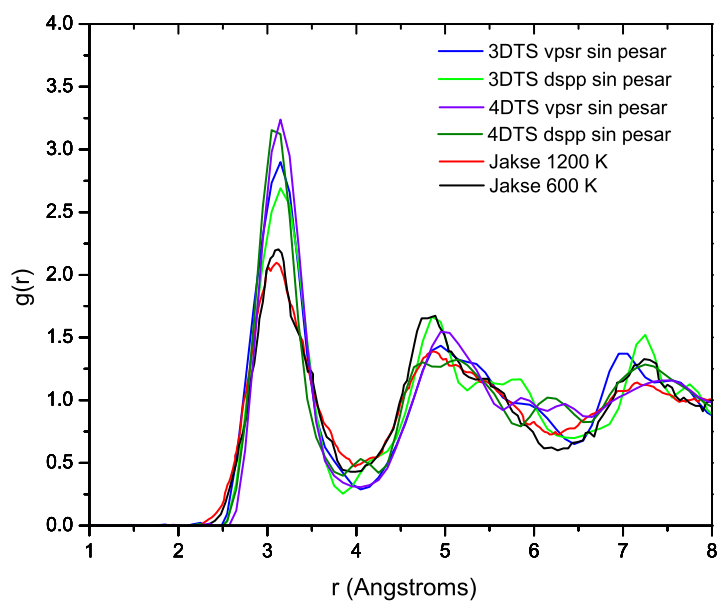 4.0
3.5
3.0
2.5
2.0
1.5
1.0
0.5
0.0
g(r)
3DTS vpsr sin pesar
3DTS dspp sin pesar
4DTS vpsr sin pesar
4DTS dspp sin pesar
Jakse 1200 K
Jakse 600 K
1 2 3 4 5 6 7 8
r (Angstroms)